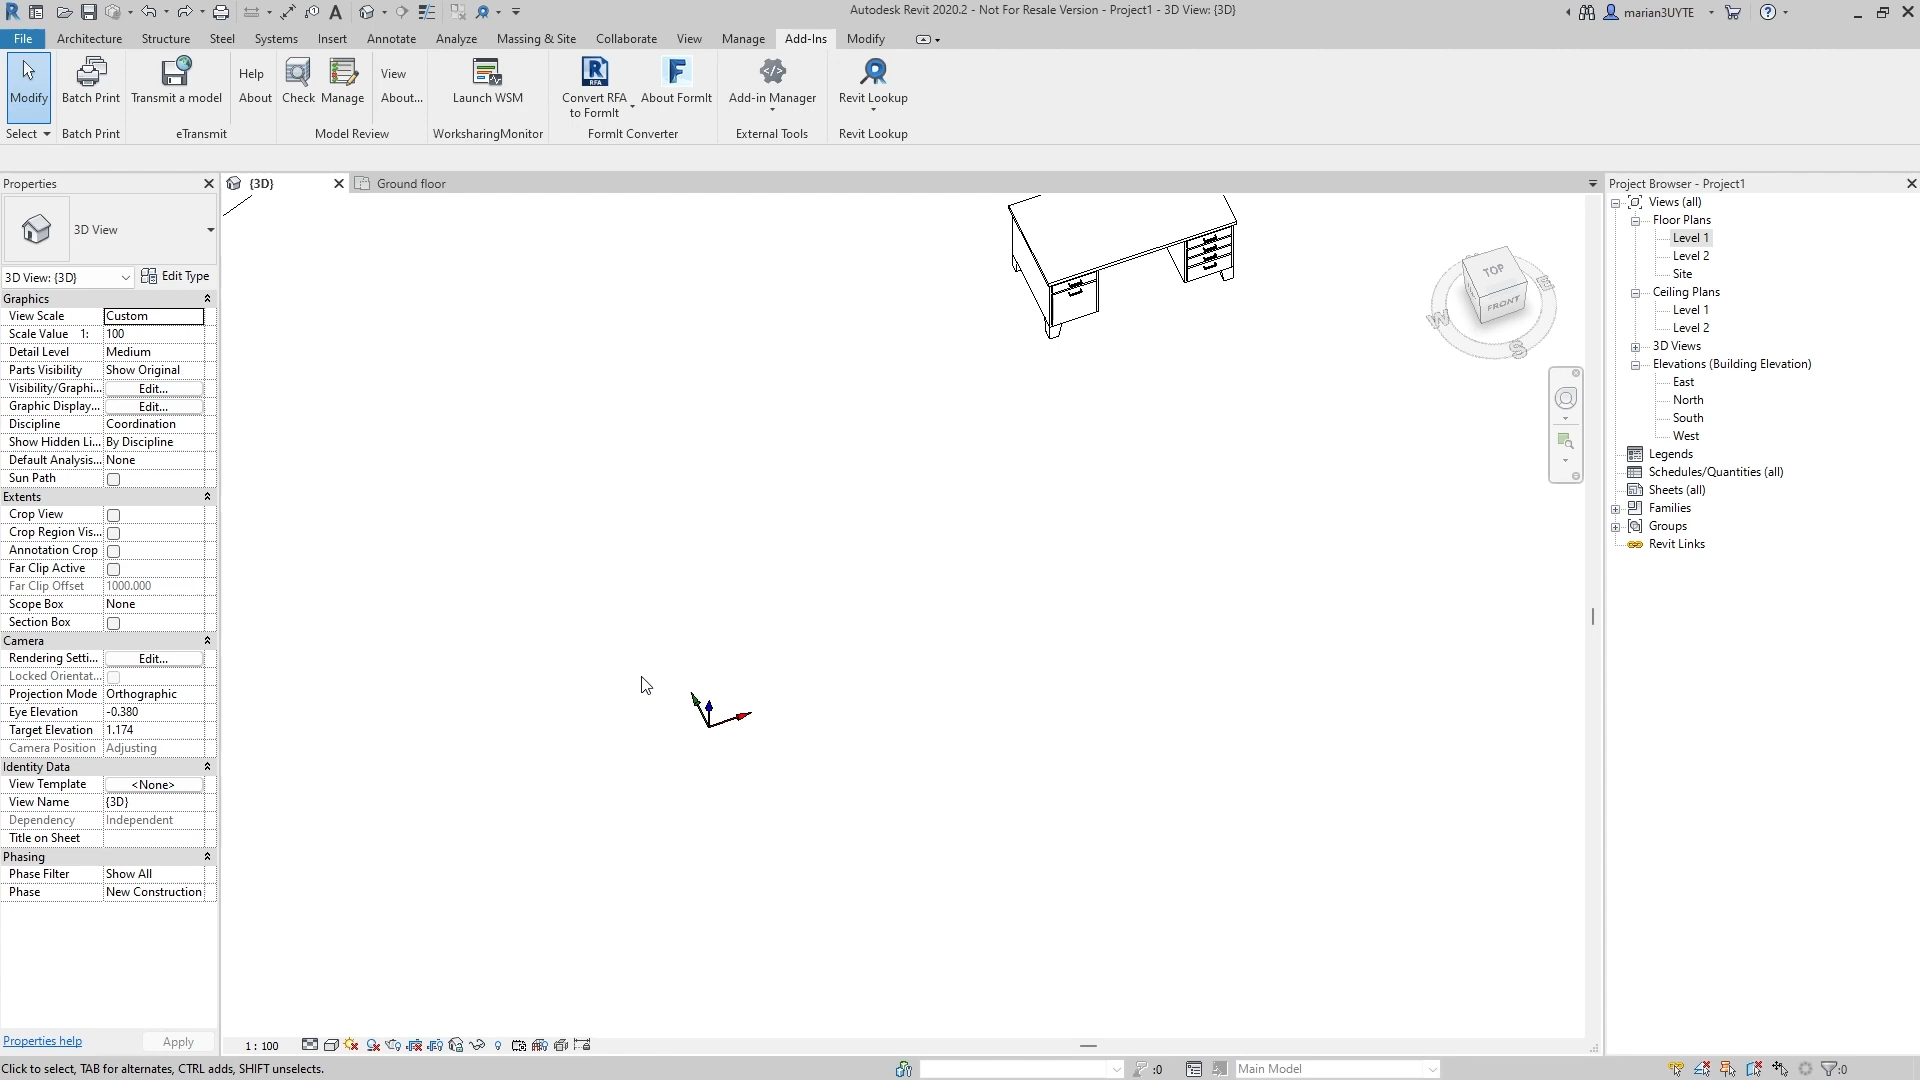 Autodesk Revit 2020.2 - Not For Resale Version - Project1 - 3D View: {3D}
marian3UYTE
File Architecture Structure Steel Systems Insert Annotate Analyze Massing & Site Collaborate View Manage Add-Ins Modify
Modify
Batch Print
Transmit a model
Help
About
Check
Manage
View
About...
Launch WSM
Convert RFA
to FormIt
About FormIt
Add-in Manager
Revit Lookup
Select
Batch Print
eTransmit
Model Review
WorksharingMonitor
FormIt Converter
External Tools
Revit Lookup
Properties
{3D}
Ground floor
Project Browser - Project1
3D View
3D View: {3D}
Edit Type
Graphics
View Scale Custom
Scale Value 1: 100
Detail Level Medium
Parts Visibility Show Original
Visibility/Graphi... Edit...
Graphic Display... Edit...
Discipline Coordination
Show Hidden Li... By Discipline
Default Analysis... None
Sun Path
Extents
Crop View
Crop Region Vis...
Annotation Crop
Far Clip Active
Far Clip Offset 1000.000
Scope Box None
Section Box
Camera
Rendering Setti... Edit...
Locked Orientat...
Projection Mode Orthographic
Eye Elevation -0.380
Target Elevation 1.174
Camera Position Adjusting
Identity Data
View Template <None>
View Name {3D}
Dependency Independent
Title on Sheet
Phasing
Phase Filter Show All
Phase New Construction
Properties help
Apply
TOP
FRONT
W
S
E
Views (all)
Floor Plans
Level 1
Level 2
Site
Ceiling Plans
Level 1
Level 2
3D Views
Elevations (Building Elevation)
East
North
South
West
Legends
Schedules/Quantities (all)
Sheets (all)
Families
Groups
Revit Links
1 : 100
Click to select, TAB for alternates, CTRL adds, SHIFT unselects.
:0
Main Model
:0